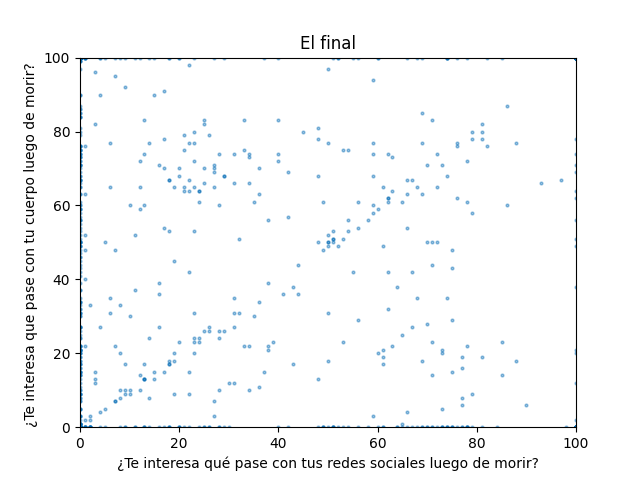 El final
¿Te interesa que pase con tu cuerpo luego de morir?
100
80
60
40
20
0
0 20 40 60 80 100
¿Te interesa qué pase con tus redes sociales luego de morir?